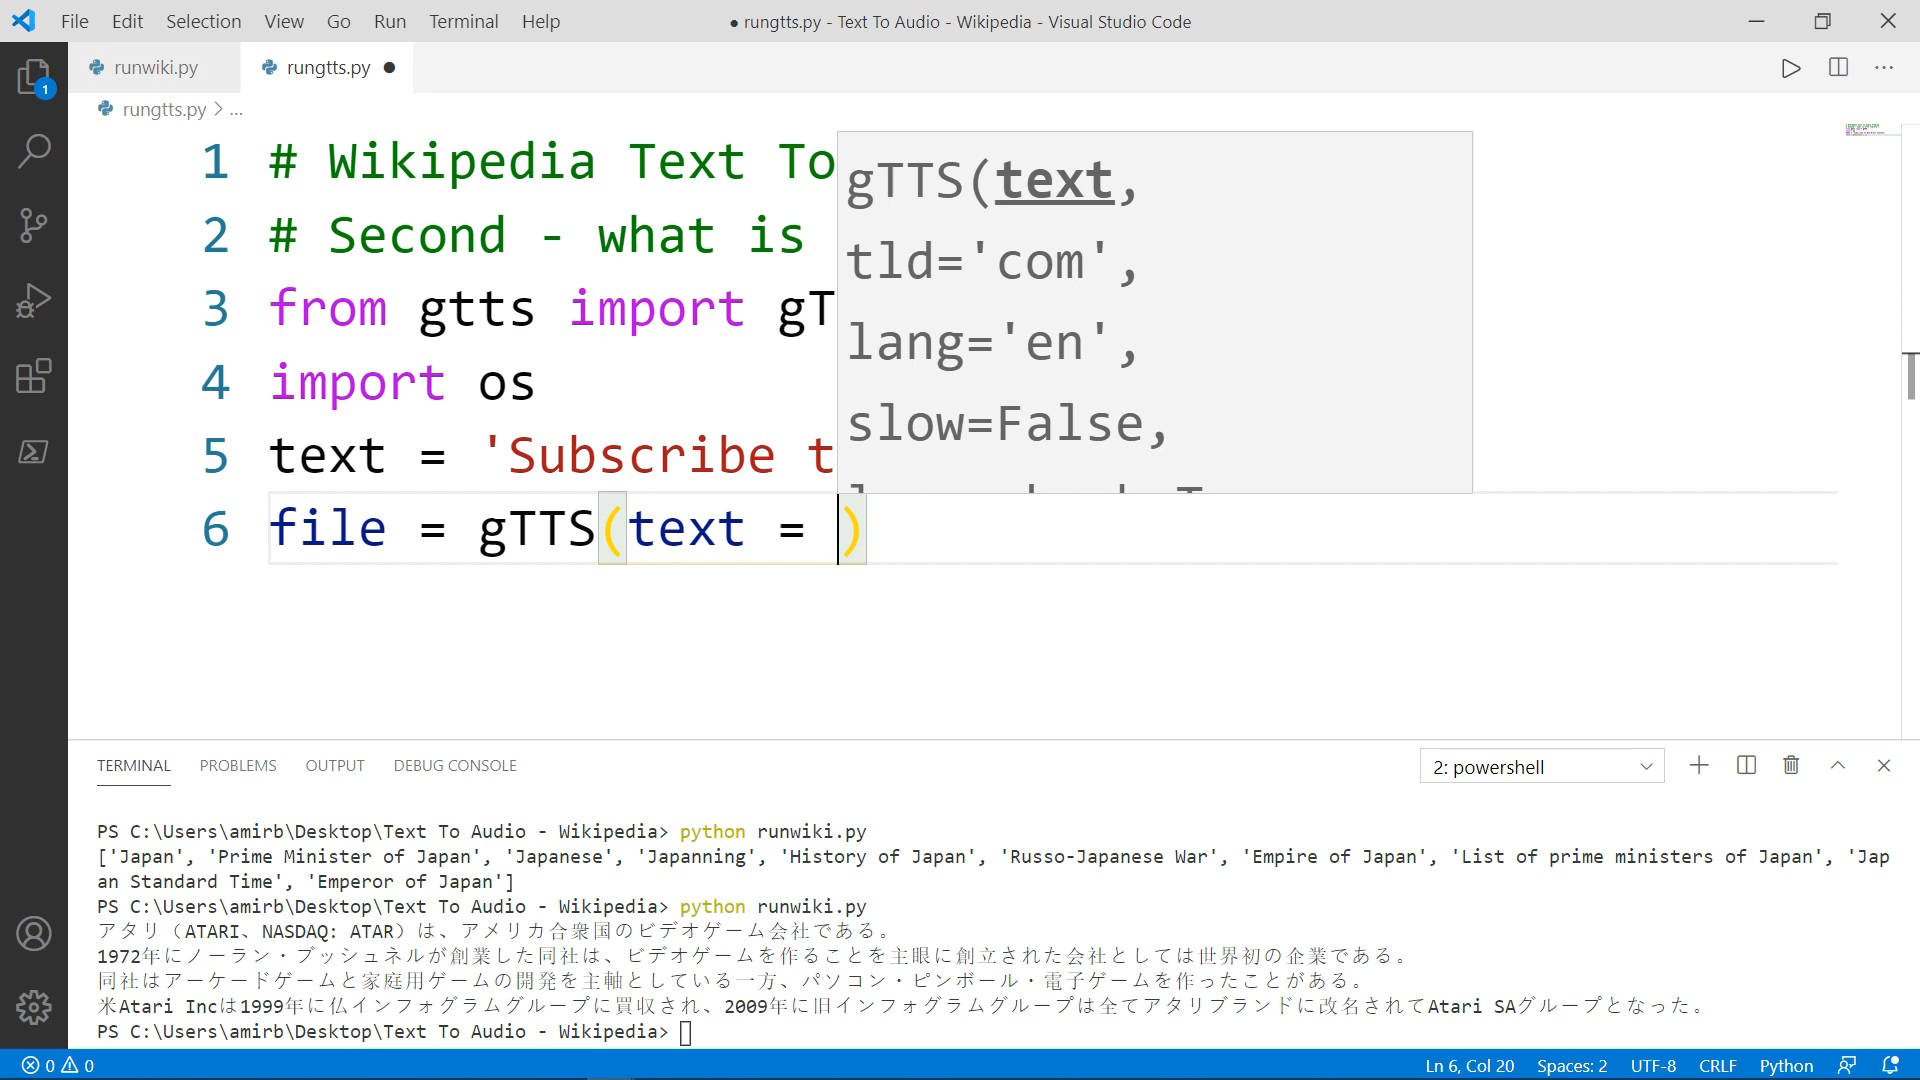 File Edit Selection View Go Run Terminal Help
● rungtts.py - Text To Audio - Wikipedia - Visual Studio Code
runwiki.py
rungtts.py ●
rungtts.py > ...
1 # Wikipedia Text To
2 # Second - what is
3 from gtts import gT
4 import os
5 text = 'Subscribe t
6 file = gTTS(text = )
gTTS(text,
tld='com',
lang='en',
slow=False,
1
TERMINAL PROBLEMS OUTPUT DEBUG CONSOLE
2: powershell
PS C:\Users\amirb\Desktop\Text To Audio - Wikipedia> python runwiki.py
['Japan', 'Prime Minister of Japan', 'Japanese', 'Japanning', 'History of Japan', 'Russo-Japanese War', 'Empire of Japan', 'List of prime ministers of Japan', 'Jap
an Standard Time', 'Emperor of Japan']
PS C:\Users\amirb\Desktop\Text To Audio - Wikipedia> python runwiki.py
アタリ（ATARI、NASDAQ: ATAR）は、アメリカ合衆国のビデオゲーム会社である。
1972年にノーラン・ブッシュネルが創業した同社は、ビデオゲームを作ることを主眼に創立された会社としては世界初の企業である。
同社はアーケードゲームと家庭用ゲームの開発を主軸としている一方、パソコン・ピンボール・電子ゲームを作ったことがある。
米Atari Incは1999年に仏インフォグラムグループに買収され、2009年に旧インフォグラムグループは全てアタリブランドに改名されてAtari SAグループとなった。
PS C:\Users\amirb\Desktop\Text To Audio - Wikipedia>
0 0
Ln 6, Col 20 Spaces: 2 UTF-8 CRLF Python